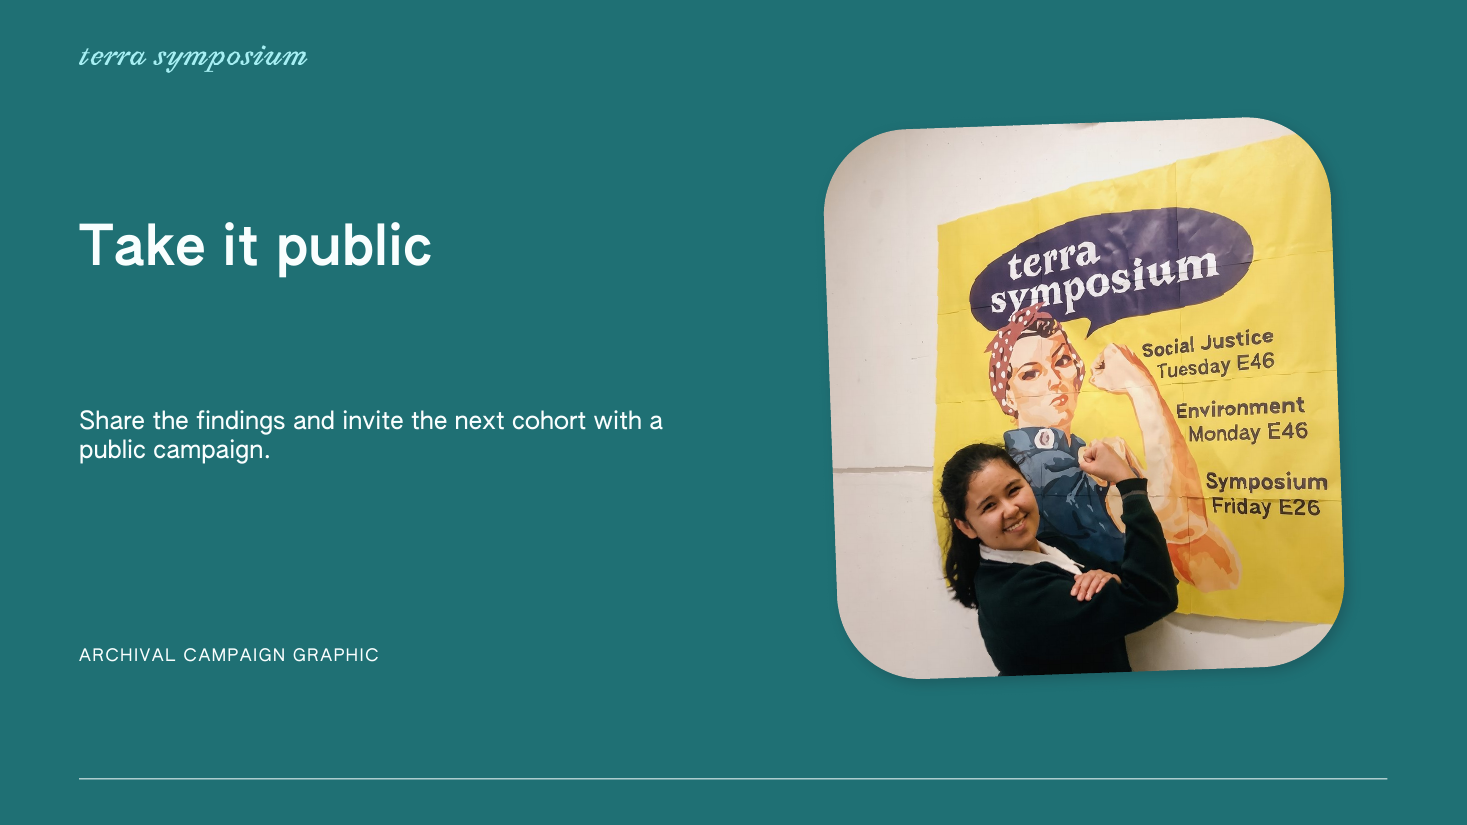 terra symposium
Take it public
Share the findings and invite the next cohort with a
public campaign.
ARCHIVAL CAMPAIGN GRAPHIC
terra
symposium
Social Justice
Tuesday E46
Environment
Monday E46
Symposium
Friday E26